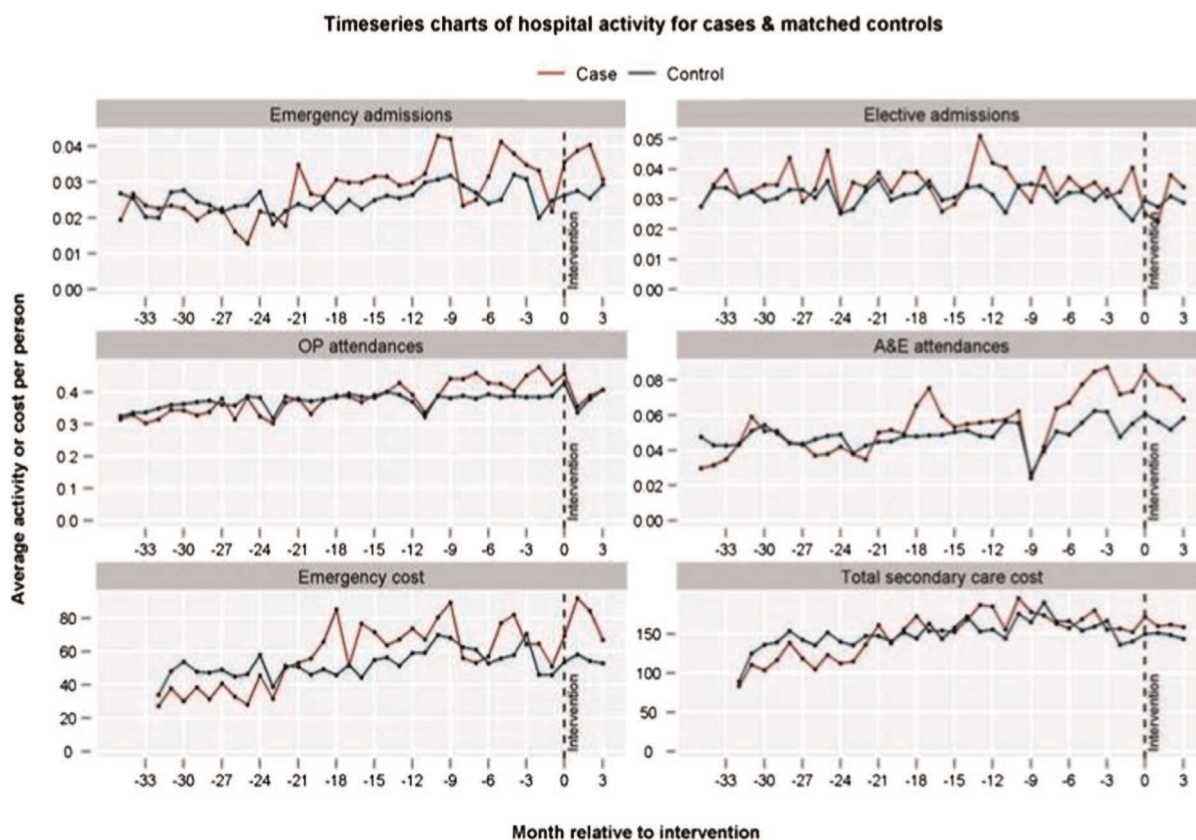 Timeseries charts of hospital activity for cases & matched controls
Case Control
Emergency admissions
0.04
0.03
0.02
0.01
0.00
Intervention
-33 -30 -27 -24 -21 -18 -15 -12 -9 -6 -3 0 3
Elective admissions
0.05
0.04
0.03
0.02
0.01
0.00
Intervention
-33 -30 -27 -24 -21 -18 -15 -12 -9 -6 -3 0 3
OP attendances
0.4
0.3
0.2
0.1
0.0
Intervention
-33 -30 -27 -24 -21 -18 -15 -12 -9 -6 -3 0 3
A&E attendances
0.08
0.06
0.04
0.02
0.00
Intervention
-33 -30 -27 -24 -21 -18 -15 -12 -9 -6 -3 0 3
Emergency cost
80
60
40
20
0
Intervention
-33 -30 -27 -24 -21 -18 -15 -12 -9 -6 -3 0 3
Total secondary care cost
150
100
50
0
Intervention
-33 -30 -27 -24 -21 -18 -15 -12 -9 -6 -3 0 3
Average activity or cost per person
Month relative to intervention